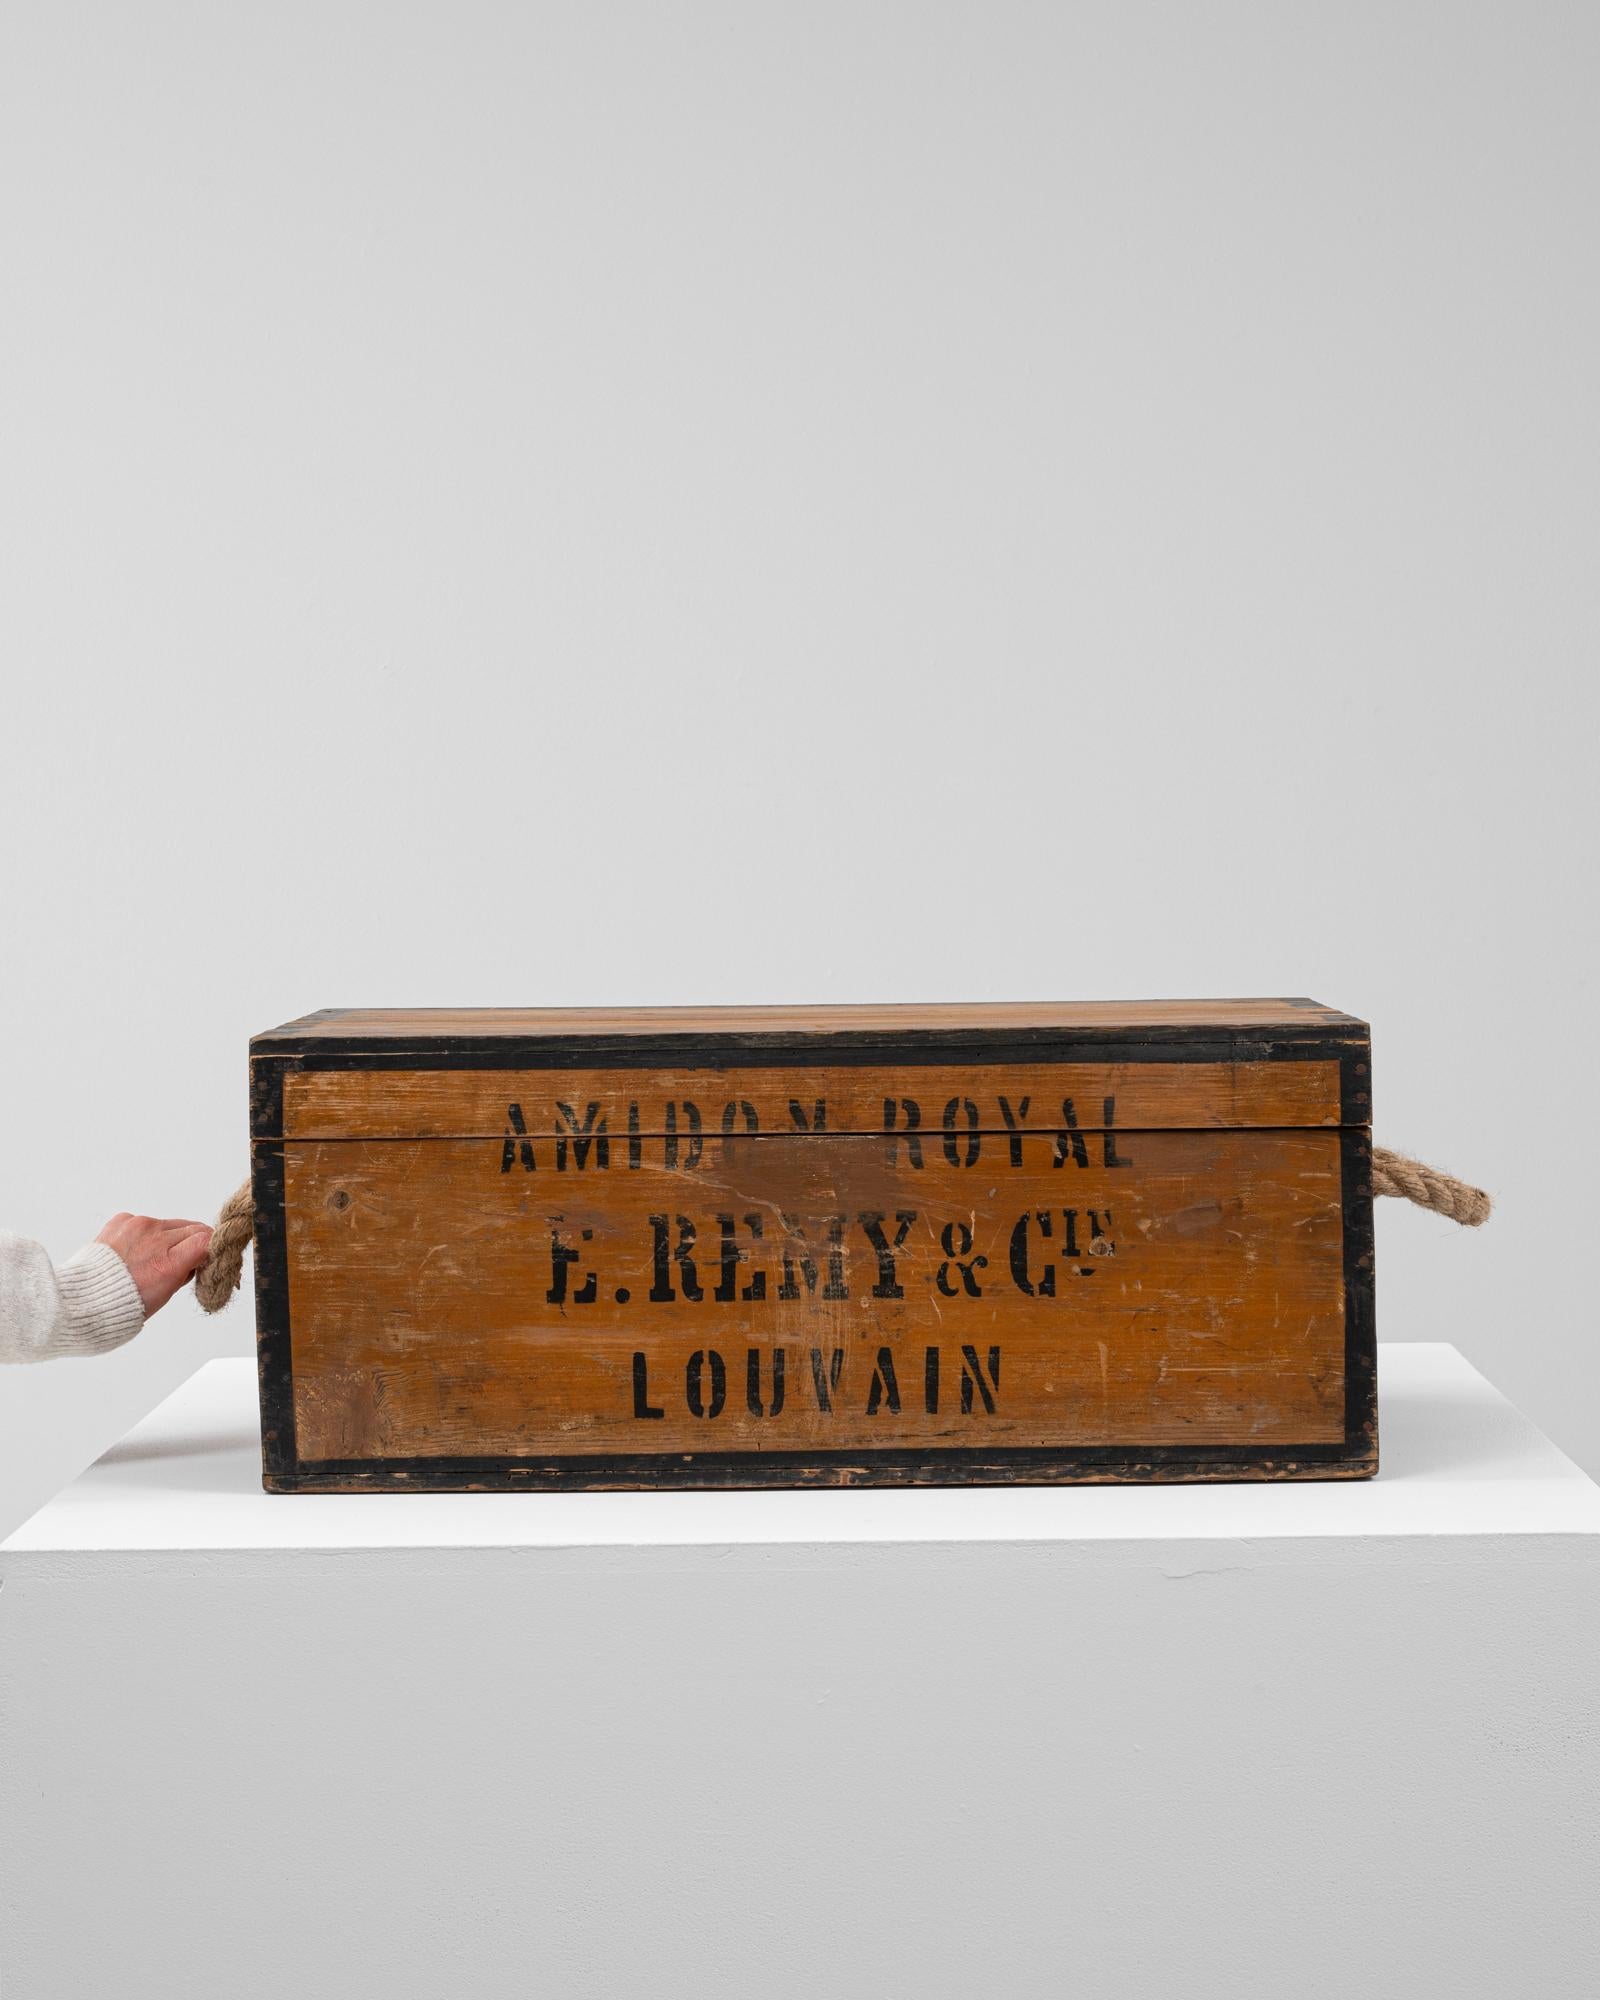 AMIDON ROYAL
E. REMY & CIE
LOUVAIN